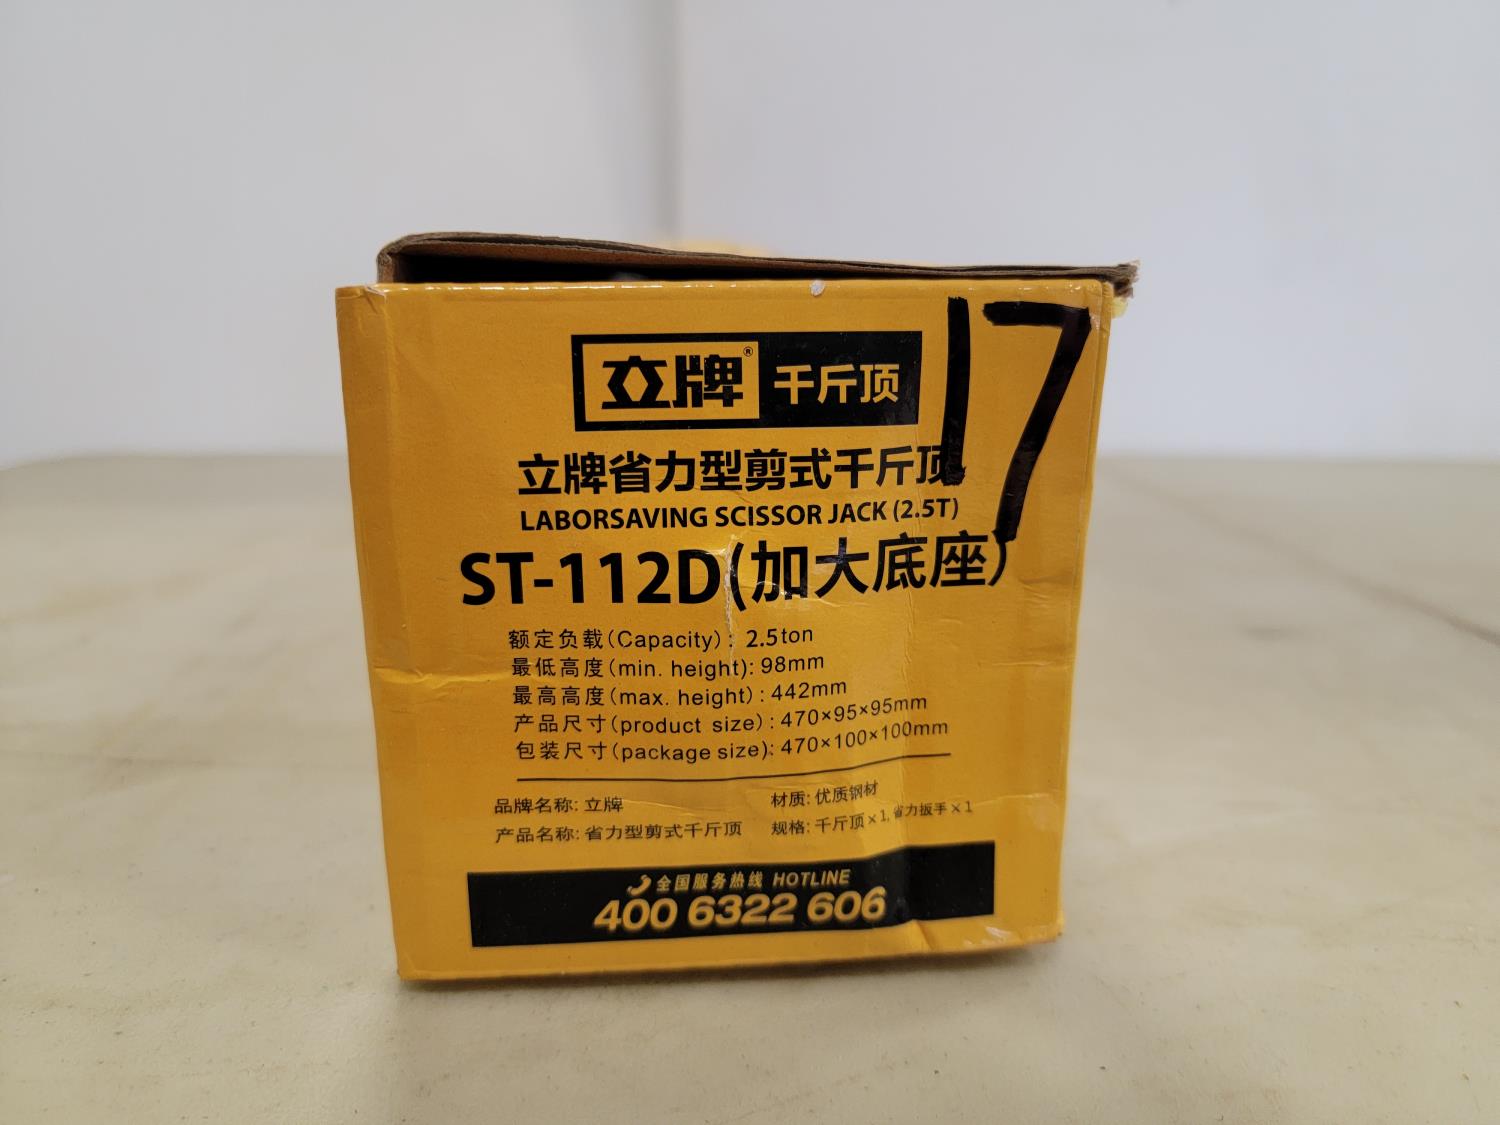 立牌® 千斤顶
17
立牌省力型剪式千斤顶
LABORSAVING SCISSOR JACK (2.5T)
ST-112D(加大底座)
额定负载(Capacity): 2.5ton
最低高度(min. height): 98mm
最高高度(max. height): 442mm
产品尺寸(product size): 470×95×95mm
包装尺寸(package size): 470×100×100mm
品牌名称: 立牌 材质: 优质钢材
产品名称: 省力型剪式千斤顶 规格: 千斤顶×1, 省力扳手×1
全国服务热线 HOTLINE
400 6322 606